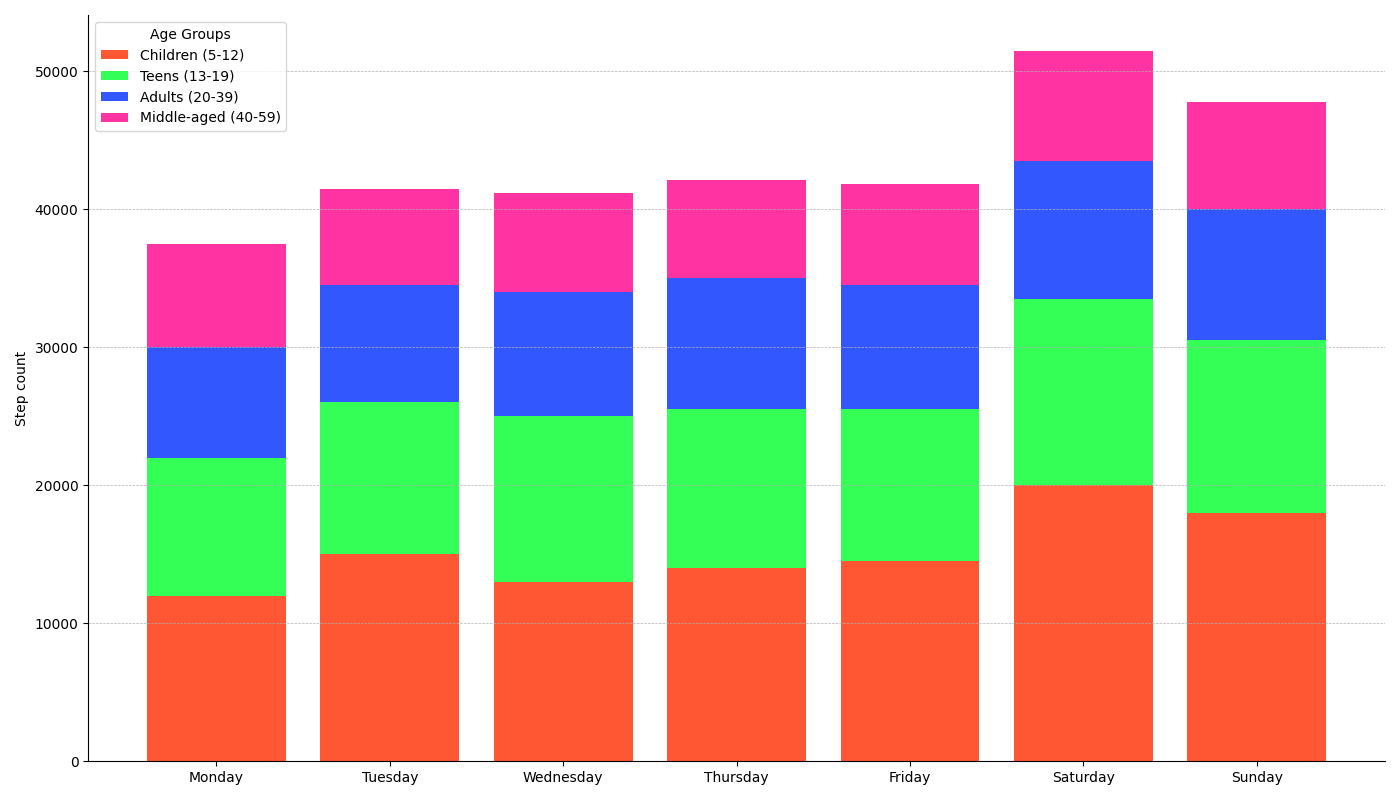 Age Groups
Children (5-12)
Teens (13-19)
Adults (20-39)
Middle-aged (40-59)
Step count
50000
40000
30000
20000
10000
0
Monday Tuesday Wednesday Thursday Friday Saturday Sunday